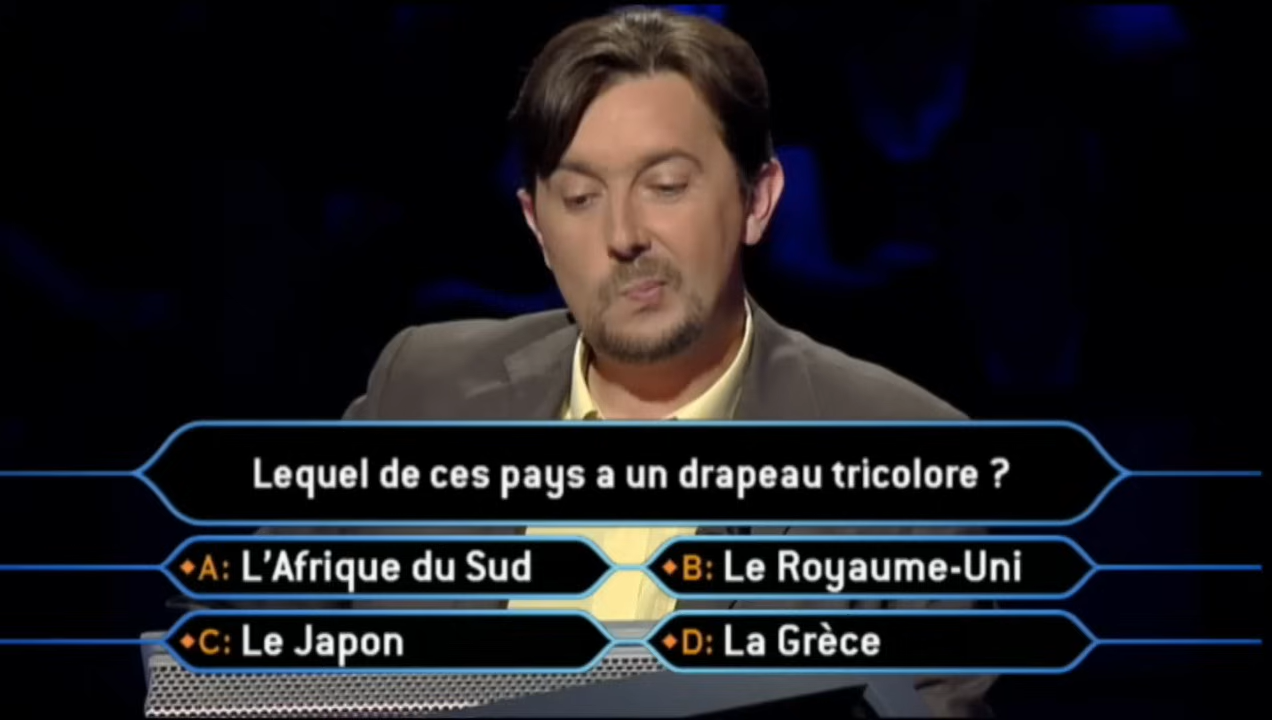 Lequel de ces pays a un drapeau tricolore ?
A: L'Afrique du Sud
B: Le Royaume-Uni
C: Le Japon
D: La Grèce